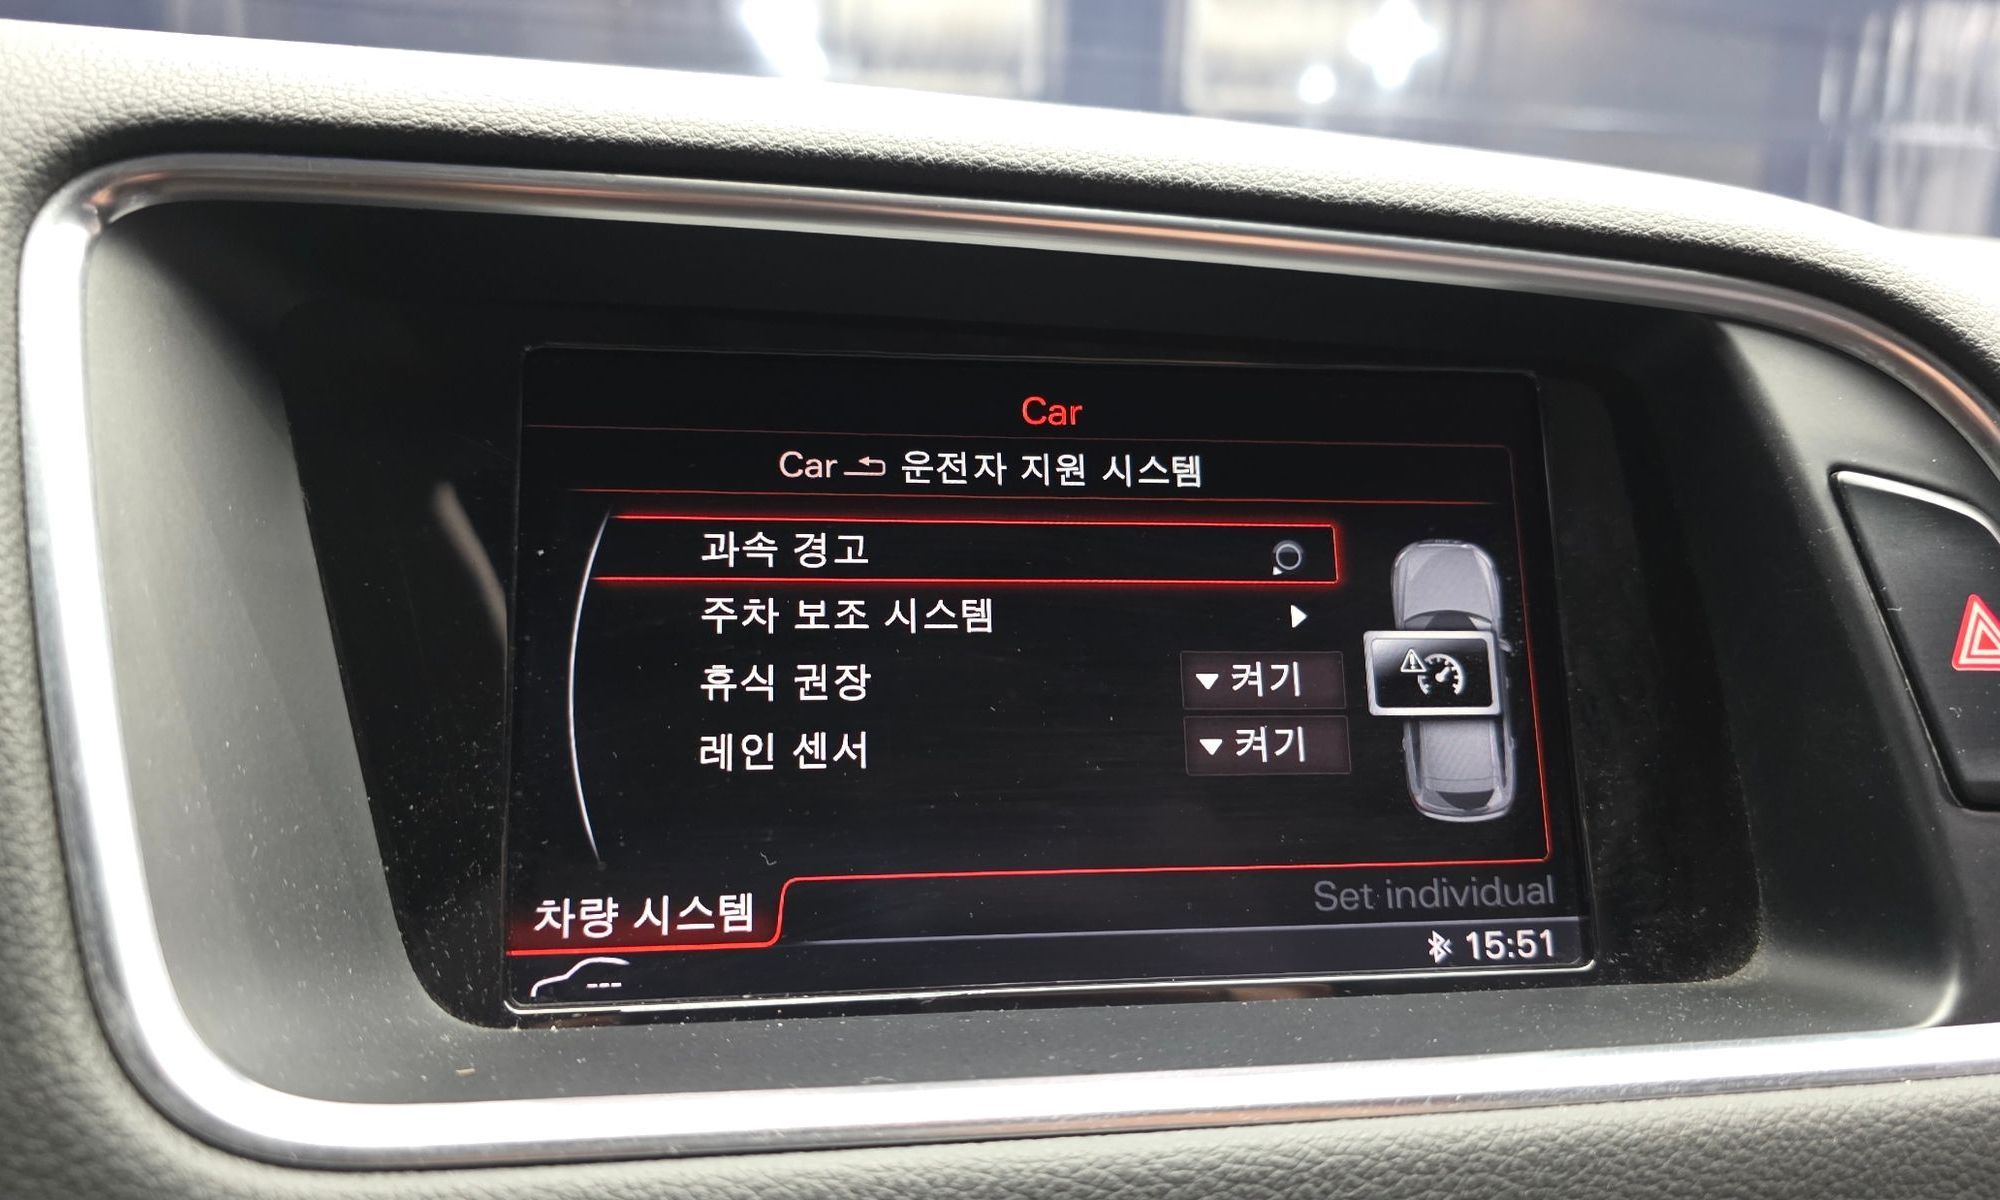 Car
Car 운전자 지원 시스템
과속 경고
주차 보조 시스템
휴식 권장 켜기
레인 센서 켜기
Set individual
차량 시스템
15:51
---